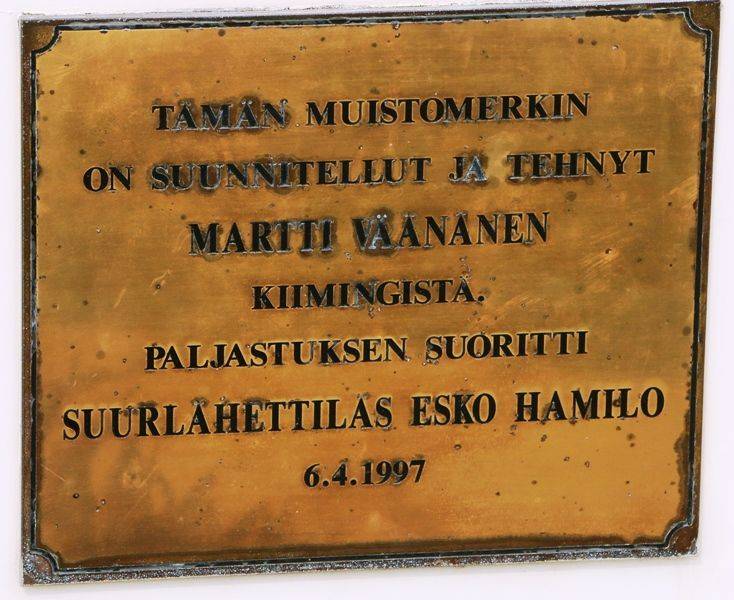 TÄMÄN MUISTOMERKIN
ON SUUNNITELLUT JA TEHNYT
MARTTI VÄÄNÄNEN
KIIMINGISTÄ.
PALJASTUKSEN SUORITTI
SUURLÄHETTILÄS ESKO HAMILO
6.4.1997